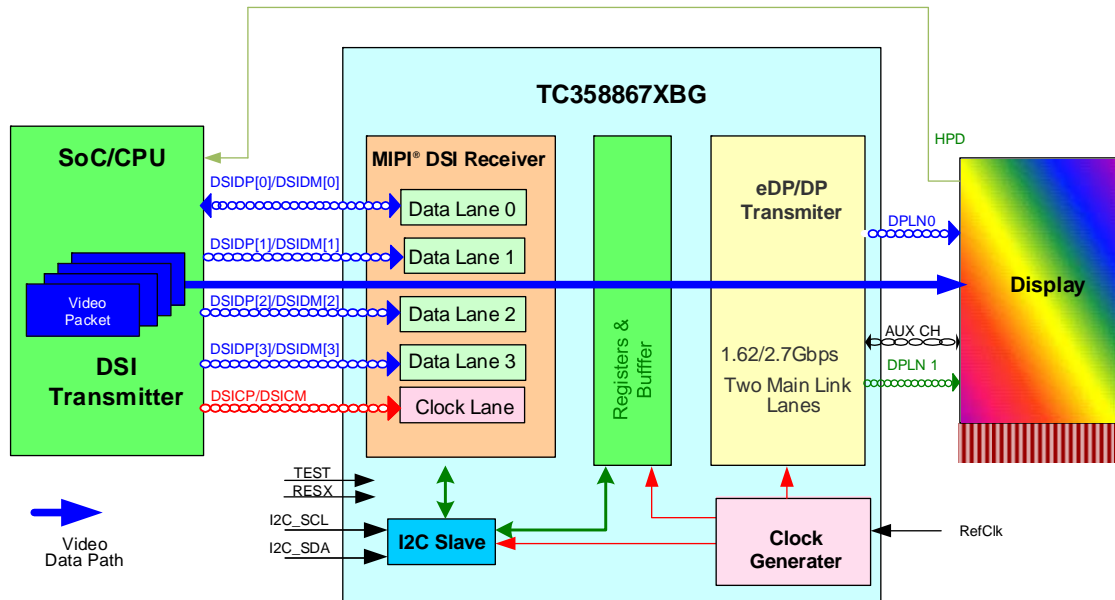 TC358867XBG
HPD
SoC/CPU
MIPI® DSI Receiver
eDP/DP
Transmiter
DSIDP[0]/DSIDM[0]
Data Lane 0
DPLN0
DSIDP[1]/DSIDM[1]
Data Lane 1
Video
Packet
Display
DSIDP[2]/DSIDM[2]
Data Lane 2
Registers &
Bufffer
AUX CH
DSIDP[3]/DSIDM[3]
Data Lane 3
1.62/2.7Gbps
DPLN 1
DSI
Transmitter
Two Main Link
Lanes
DSICP/DSICM
Clock Lane
TEST
RESX
I2C_SCL
I2C_SDA
I2C Slave
Clock
Generater
RefClk
Video
Data Path